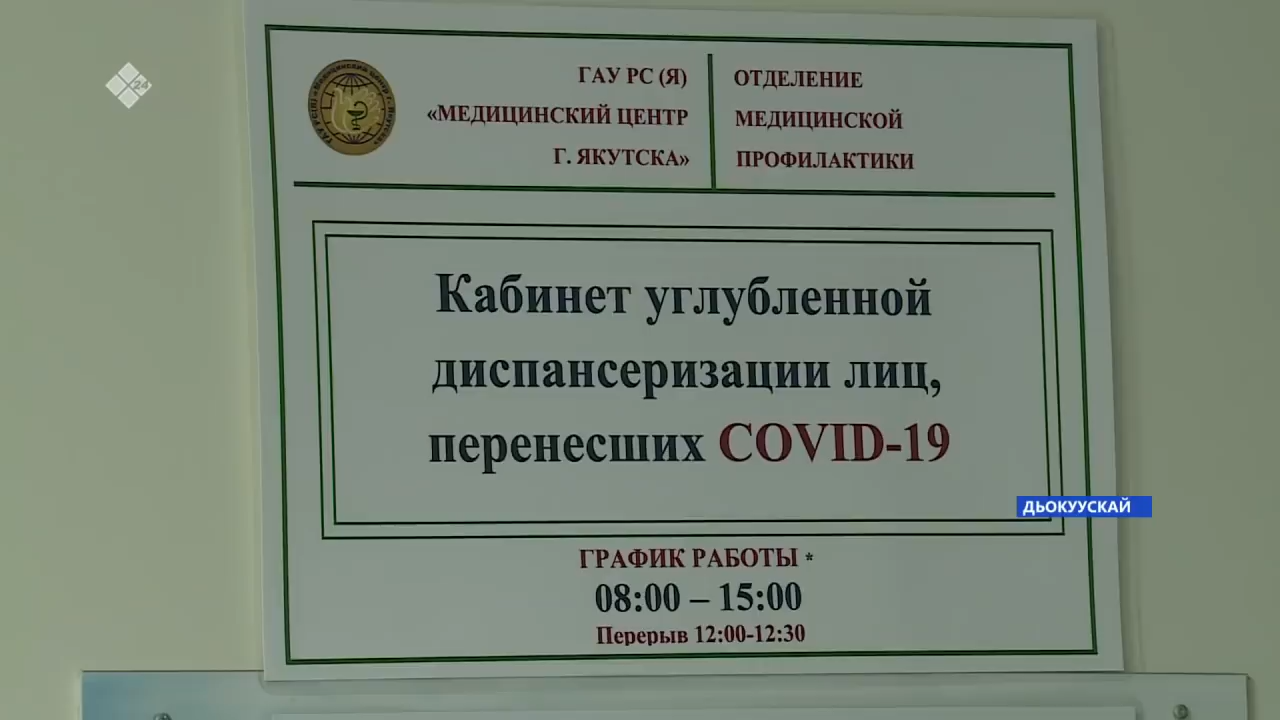 24
ГАУ РС (Я)
«МЕДИЦИНСКИЙ ЦЕНТР
Г. ЯКУТСКА»
ОТДЕЛЕНИЕ
МЕДИЦИНСКОЙ
ПРОФИЛАКТИКИ
Кабинет углубленной
диспансеризации лиц,
перенесших COVID-19
ДЬОКУУСКАЙ
ГРАФИК РАБОТЫ *
08:00 – 15:00
Перерыв 12:00-12:30